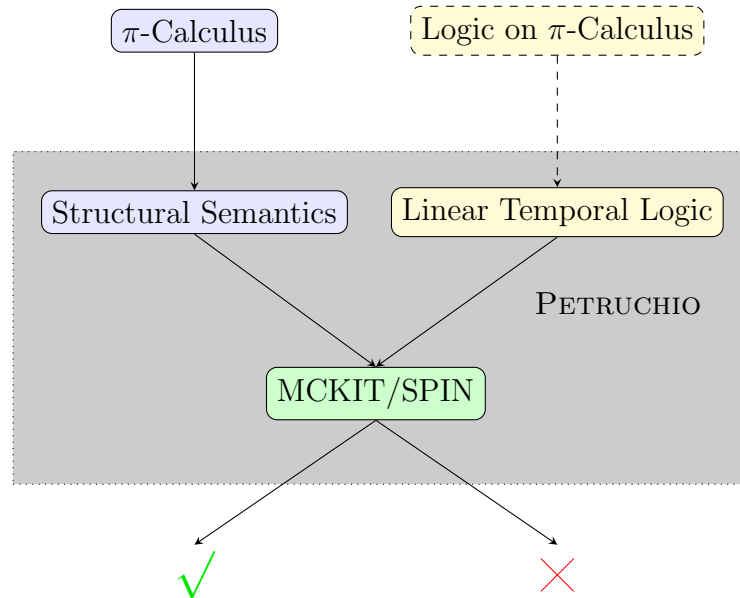 π-Calculus
Logic on π-Calculus
Structural Semantics
Linear Temporal Logic
PETRUCHIO
MCKIT/SPIN
✓
×